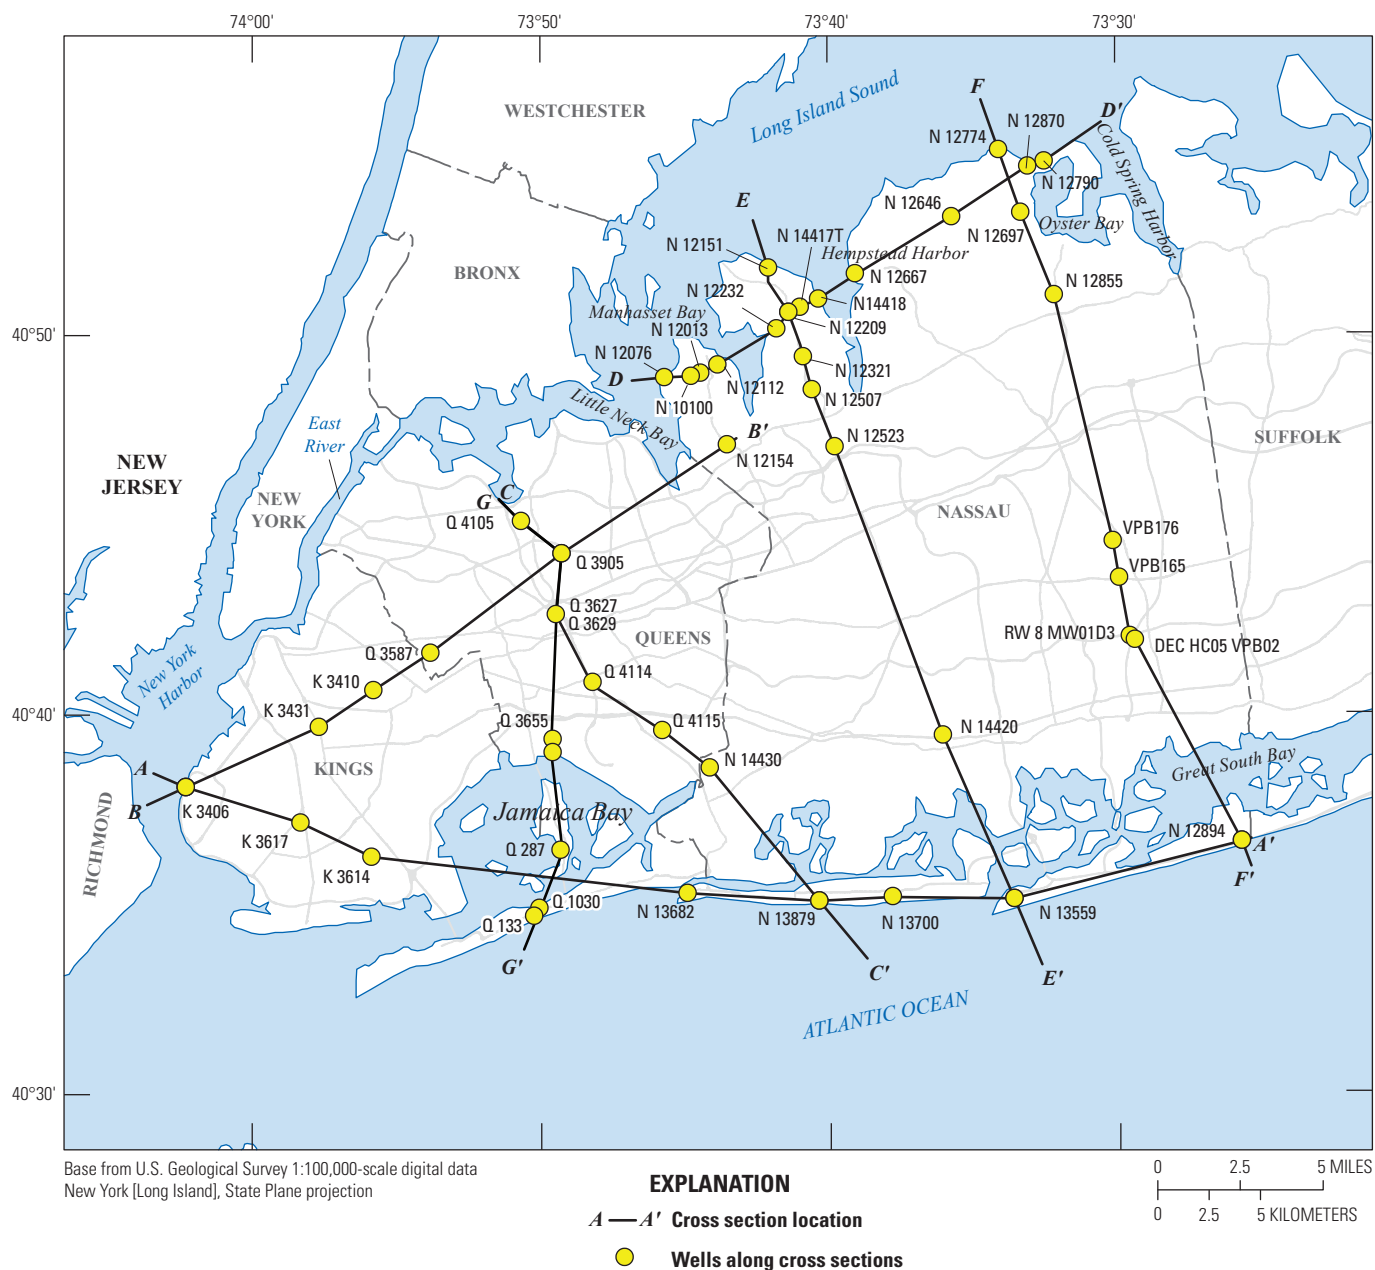 74°00'
73°50'
73°40'
73°30'
WESTCHESTER
Long Island Sound
F
N 12870
D'
N 12774
Cold Spring Harbor
N 12790
E
N 12646
N 12697
Oyster Bay
N 12151
N 14417T
Hempstead Harbor
BRONX
N 12667
N 12855
N 12232
N14418
Manhasset Bay
N 12209
40°50'
N 12013
N 12076
N 12321
D
N 12112
N 12507
N 10100
Little Neck Bay
East
River
B'
N 12523
N 12154
SUFFOLK
NEW
JERSEY
NEW
YORK
G
C
Q 4105
NASSAU
VPB176
Q 3905
VPB165
Q 3627
Q 3629
QUEENS
RW 8 MW01D3
DEC HC05 VPB02
Q 3587
New York
Harbor
K 3410
Q 4114
40°40'
K 3431
Q 3655
Q 4115
N 14420
KINGS
N 14430
Great South Bay
A
B
K 3406
Jamaica Bay
K 3617
N 12894
A'
RICHMOND
Q 287
K 3614
F'
Q 1030
N 13682
N 13879
N 13700
N 13559
Q 133
G'
C'
E'
ATLANTIC OCEAN
40°30'
Base from U.S. Geological Survey 1:100,000-scale digital data
New York [Long Island], State Plane projection
0 2.5 5 MILES
0 2.5 5 KILOMETERS
EXPLANATION
A — A' Cross section location
Wells along cross sections